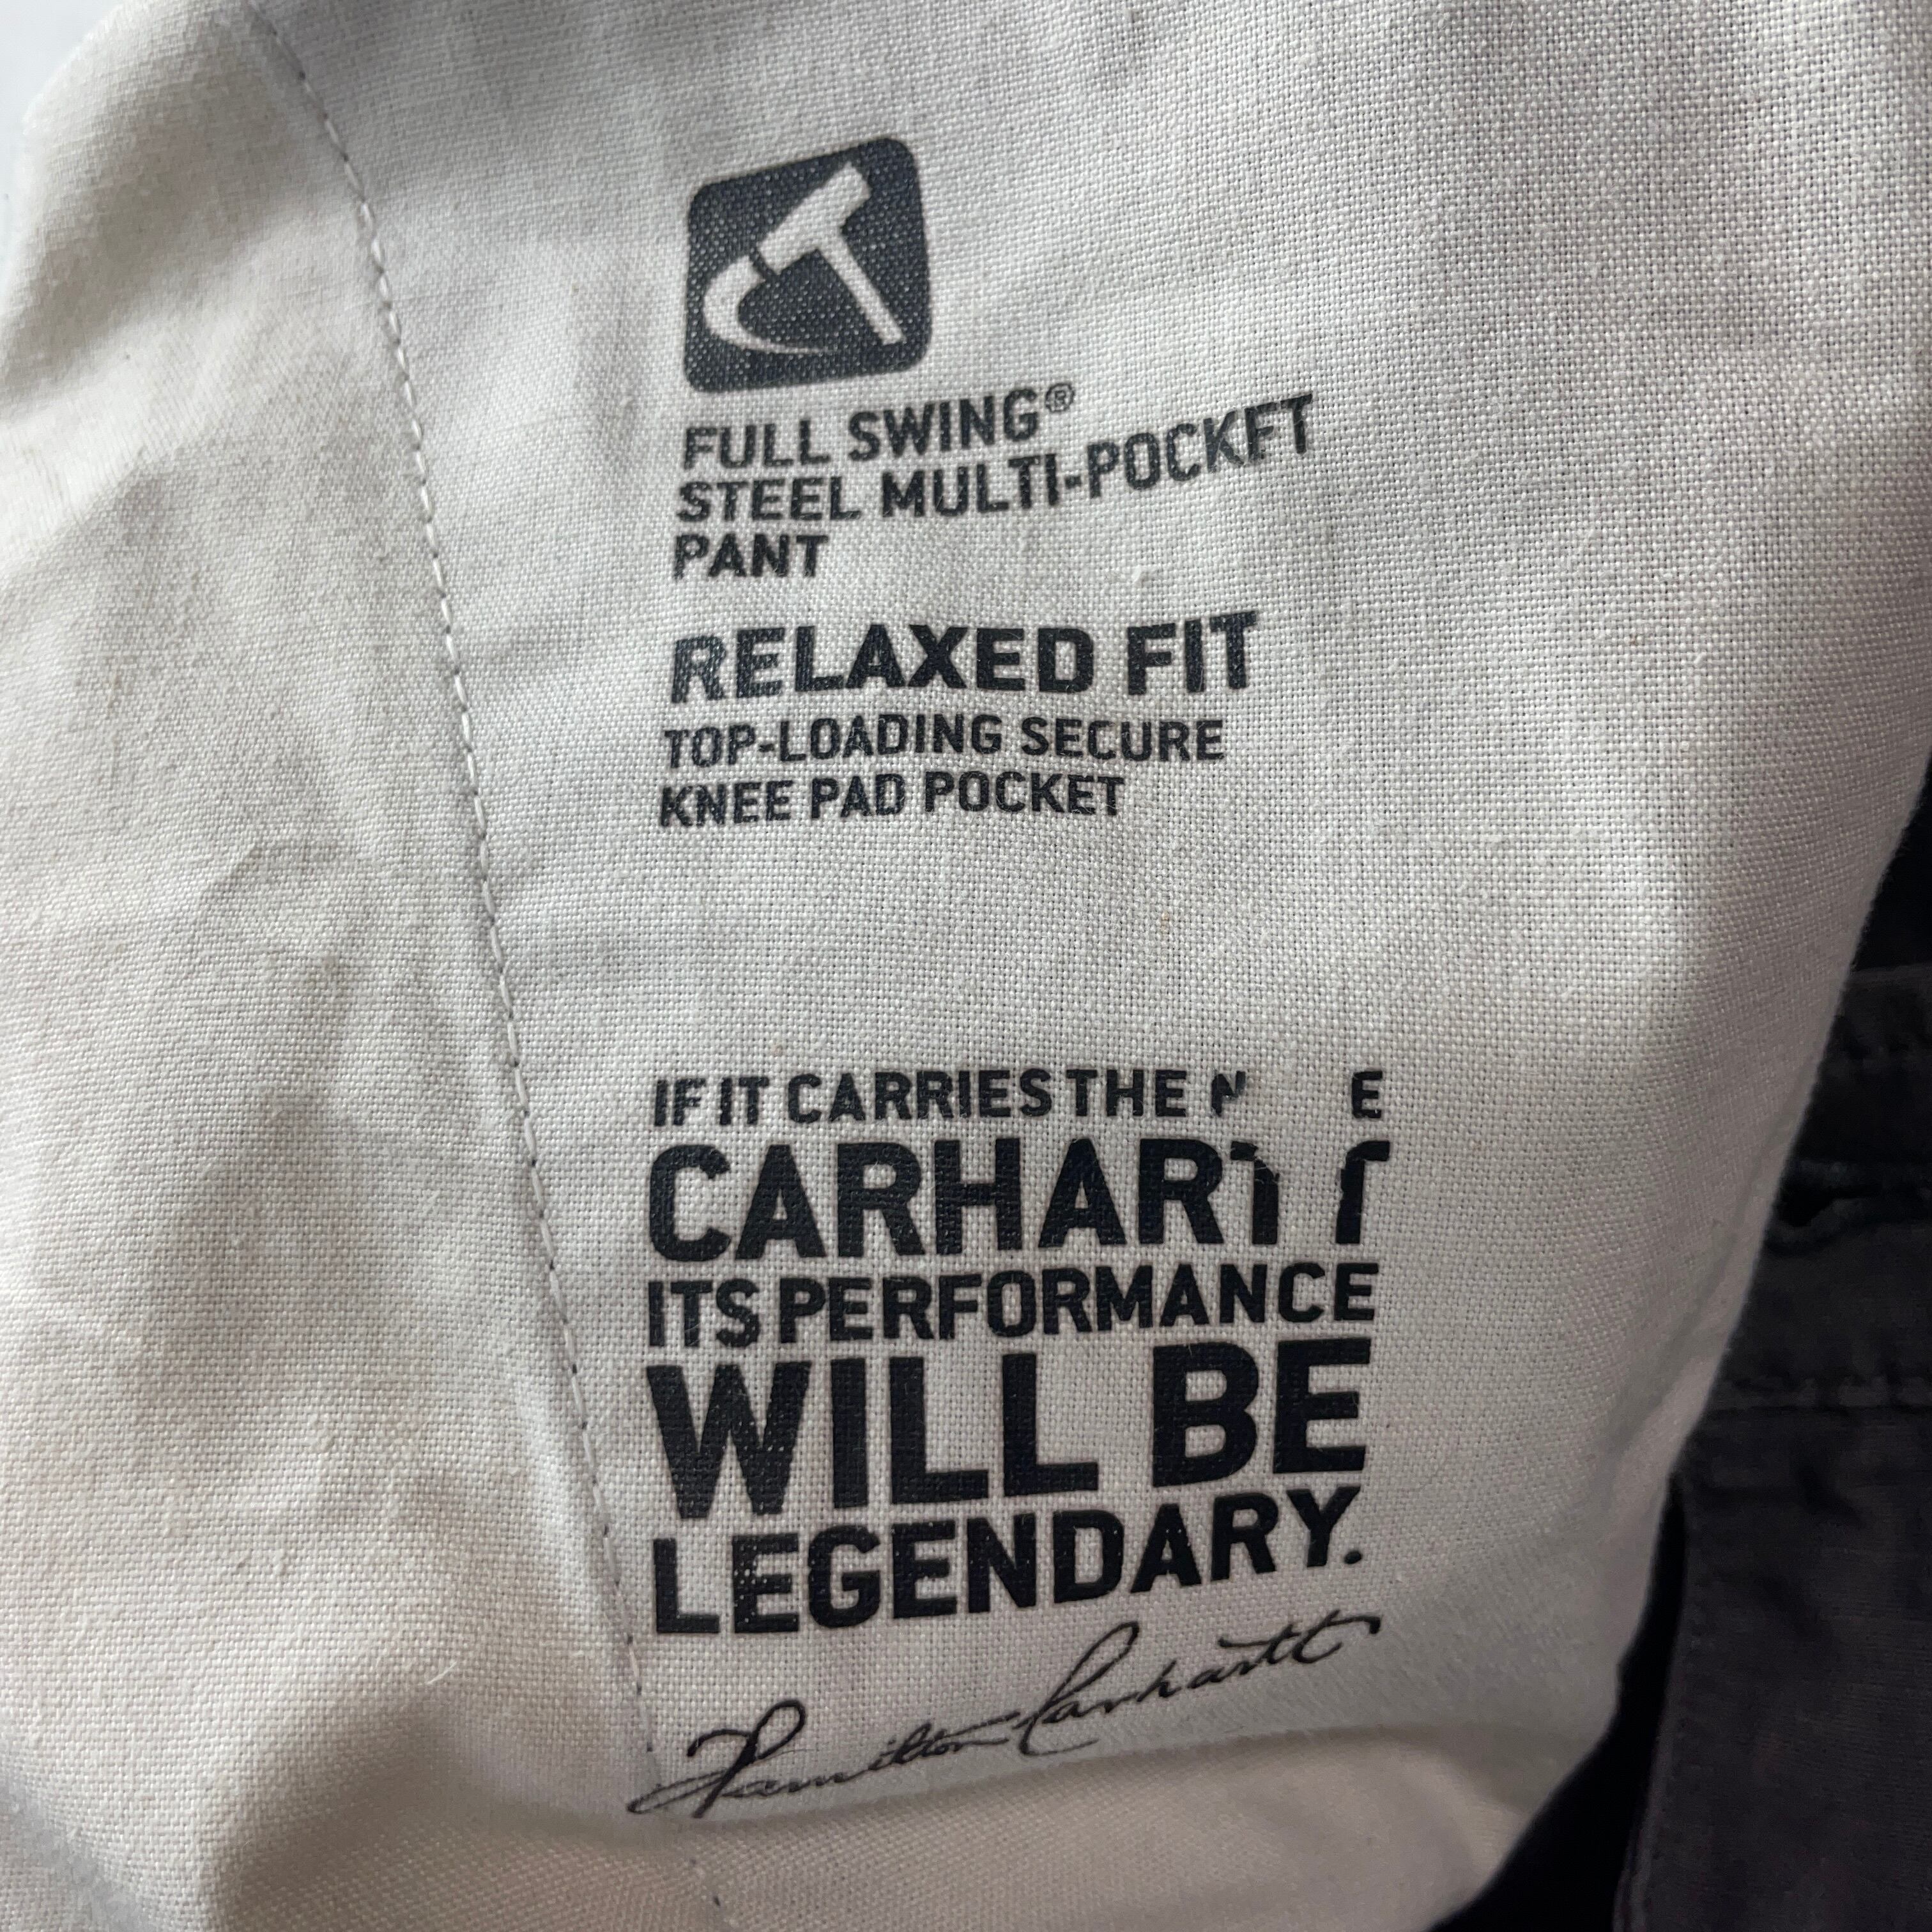 FULL SWING®
STEEL MULTI-POCKET
PANT
RELAXED FIT
TOP-LOADING SECURE
KNEE PAD POCKET
IF IT CARRIES THE N E
CARHARTT
ITS PERFORMANCE
WILL BE
LEGENDARY.
Hamilton Carhartt